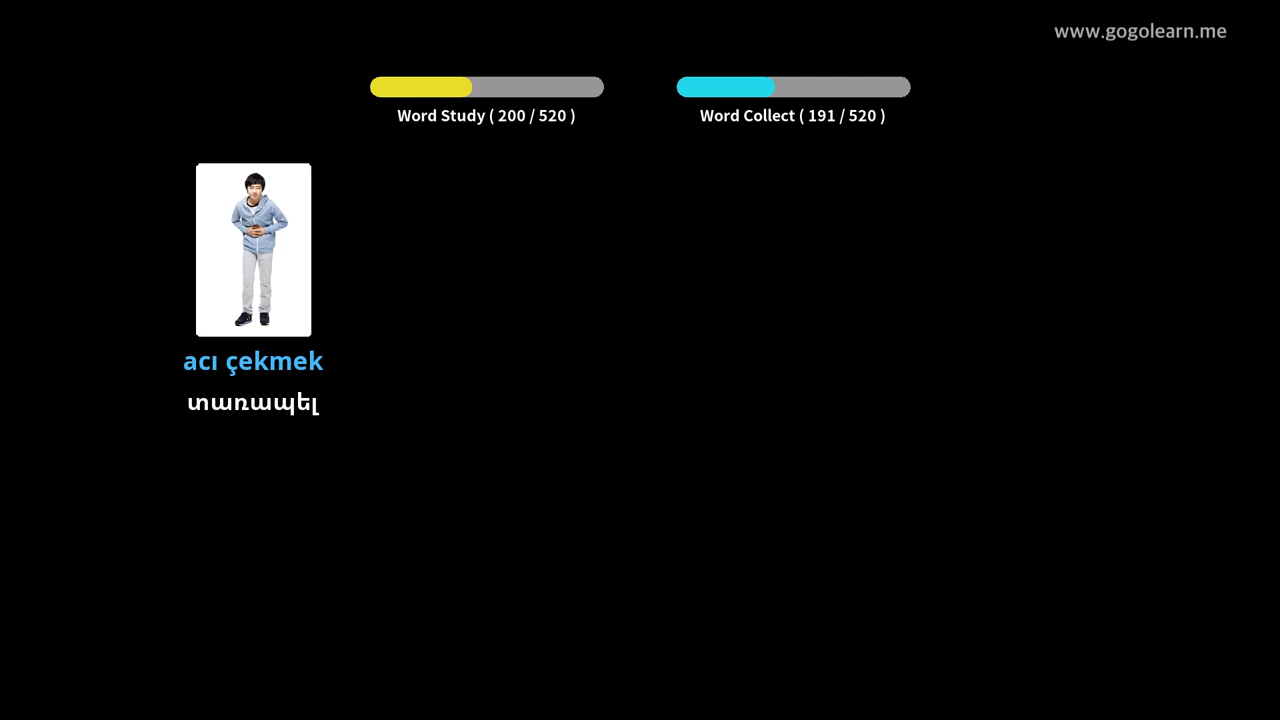 www.gogolearn.me
Word Study ( 200 / 520 )
Word Collect ( 191 / 520 )
acı çekmek
տառապել